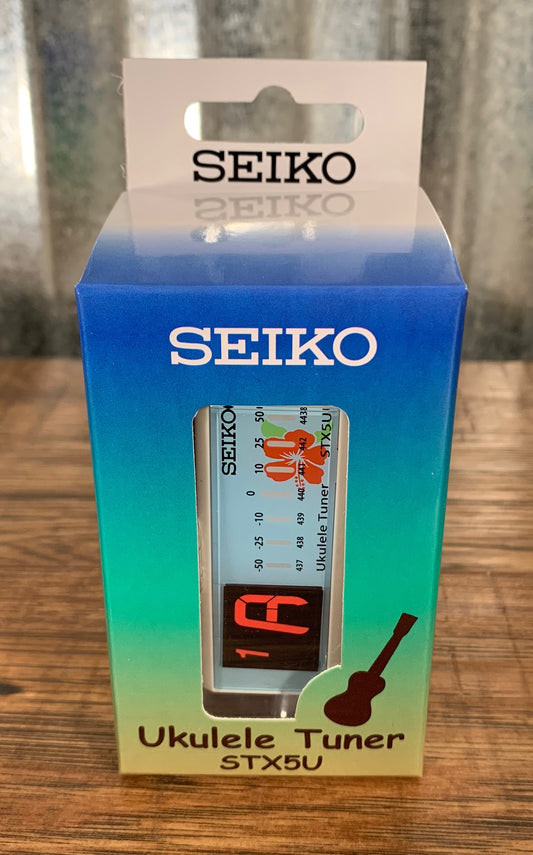 SEIKO
SEIKO
SEIKO
-50 -25 -10 0 10 25 50
437 438 439 440 441 442 443
Ukulele Tuner STX5U
1 A
Ukulele Tuner
STX5U